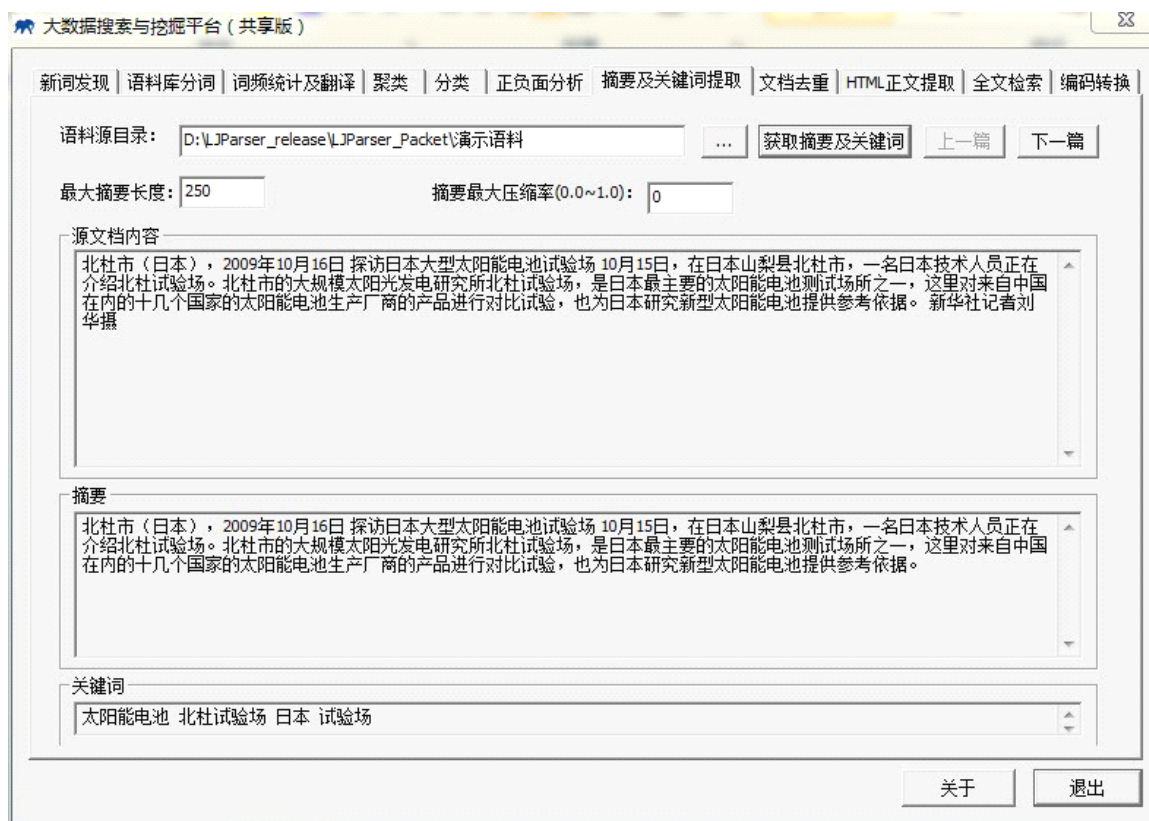 大数据搜索与挖掘平台（共享版）
新词发现 语料库分词 词频统计及翻译 聚类 分类 正负面分析 摘要及关键词提取 文档去重 HTML正文提取 全文检索 编码转换
语料源目录： D:\LJParser_release\LJParser_Packet\演示语料 ... 获取摘要及关键词 上一篇 下一篇
最大摘要长度： 250 摘要最大压缩率(0.0~1.0)： 0
源文档内容
北杜市（日本），2009年10月16日 探访日本大型太阳能电池试验场 10月15日，在日本山梨县北杜市，一名日本技术人员正在
介绍北杜试验场。北杜市的大规模太阳光发电研究所北杜试验场，是日本最主要的太阳能电池测试场所之一，这里对来自中国
在内的十几个国家的太阳能电池生产厂商的产品进行对比试验，也为日本研究新型太阳能电池提供参考依据。 新华社记者刘
华摄
摘要
北杜市（日本），2009年10月16日 探访日本大型太阳能电池试验场 10月15日，在日本山梨县北杜市，一名日本技术人员正在
介绍北杜试验场。北杜市的大规模太阳光发电研究所北杜试验场，是日本最主要的太阳能电池测试场所之一，这里对来自中国
在内的十几个国家的太阳能电池生产厂商的产品进行对比试验，也为日本研究新型太阳能电池提供参考依据。
关键词
太阳能电池 北杜试验场 日本 试验场
关于 退出